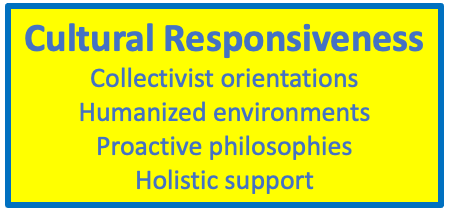 Cultural Responsiveness
Collectivist orientations
Humanized environments
Proactive philosophies
Holistic support